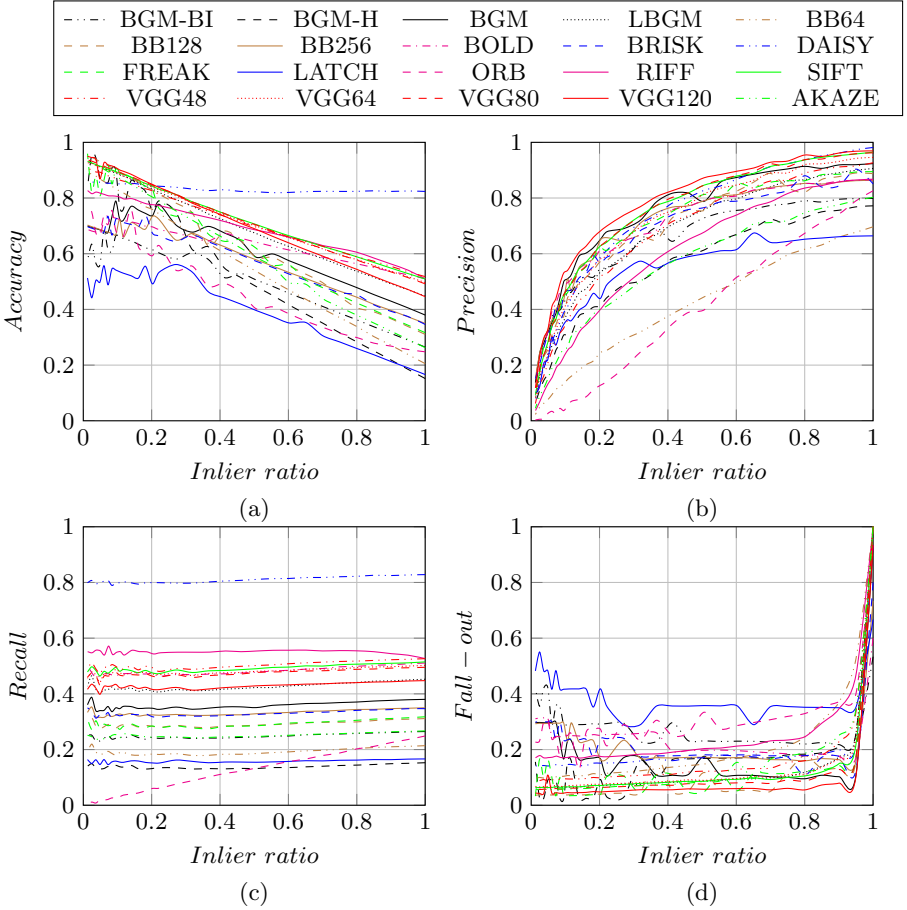 BGM-BI BGM-H BGM LBGM BB64
BB128 BB256 BOLD BRISK DAISY
FREAK LATCH ORB RIFF SIFT
VGG48 VGG64 VGG80 VGG120 AKAZE
1
0.8
0.6
0.4
0.2
0
0 0.2 0.4 0.6 0.8 1
Accuracy
Inlier ratio
(a)
1
0.8
0.6
0.4
0.2
0
0 0.2 0.4 0.6 0.8 1
Precision
Inlier ratio
(b)
1
0.8
0.6
0.4
0.2
0
0 0.2 0.4 0.6 0.8 1
Recall
Inlier ratio
(c)
1
0.8
0.6
0.4
0.2
0
0 0.2 0.4 0.6 0.8 1
Fall − out
Inlier ratio
(d)